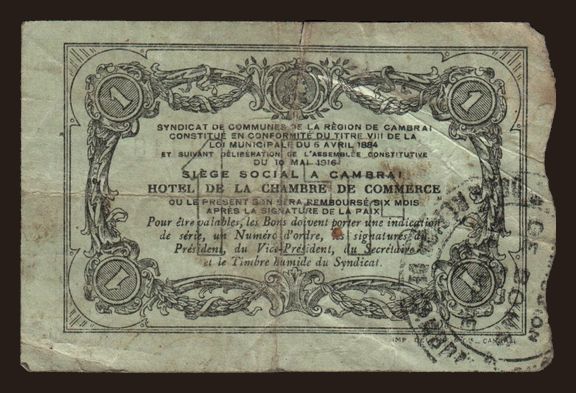 1 1
SYNDICAT DE COMMUNES DE LA RÉGION DE CAMBRAI
CONSTITUÉ EN CONFORMITÉ DU TITRE VIII DE LA
LOI MUNICIPALE DU 5 AVRIL 1884
ET SUIVANT DÉLIBÉRATION DE L'ASSEMBLÉE CONSTITUTIVE
DU 10 MAI 1916
SIÈGE SOCIAL A CAMBRAI
HOTEL DE LA CHAMBRE DE COMMERCE
OU LE PRÉSENT BON SERA REMBOURSÉ SIX MOIS
APRÈS LA SIGNATURE DE LA PAIX
Pour être valables, les Bons doivent porter une indication
de série, un Numéro d'ordre, les signatures du
Président, du Vice-Président, du Secrétaire
et le Timbre humide du Syndicat.
1 1
IMP.